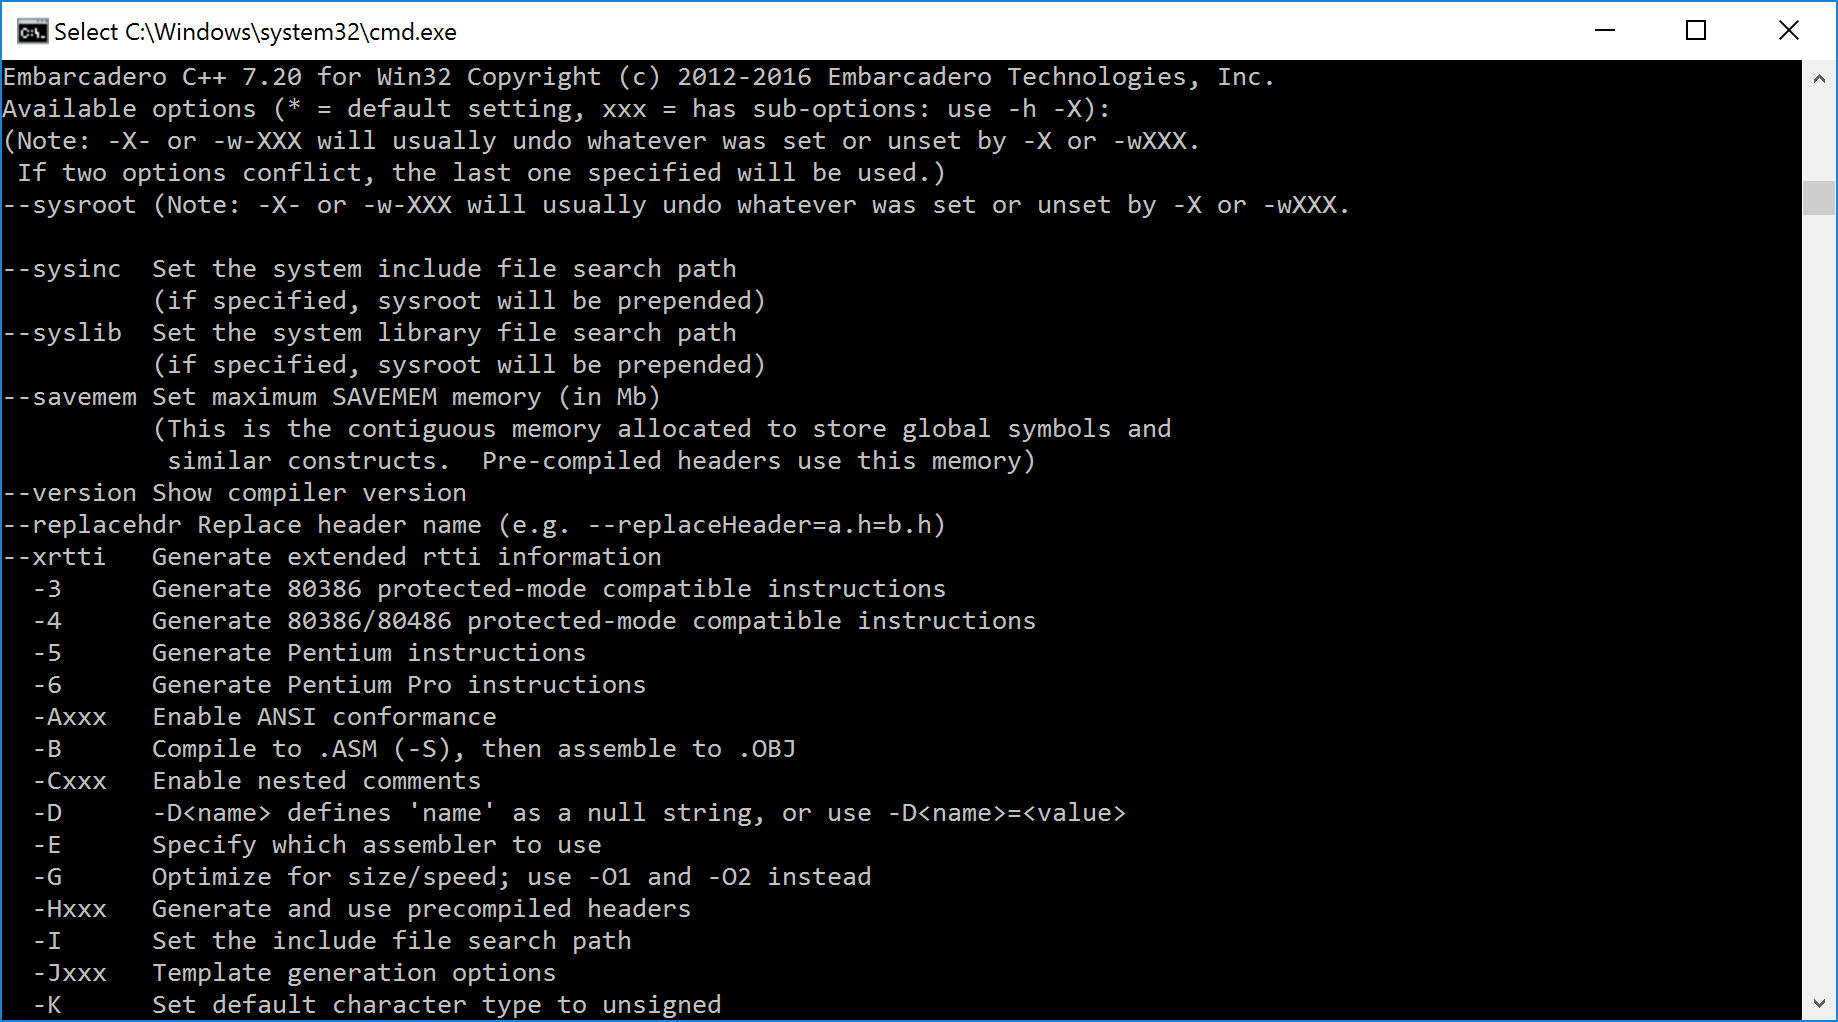 Select C:\Windows\system32\cmd.exe
Embarcadero C++ 7.20 for Win32 Copyright (c) 2012-2016 Embarcadero Technologies, Inc.
Available options (* = default setting, xxx = has sub-options: use -h -X):
(Note: -X- or -w-XXX will usually undo whatever was set or unset by -X or -wXXX.
 If two options conflict, the last one specified will be used.)
--sysroot (Note: -X- or -w-XXX will usually undo whatever was set or unset by -X or -wXXX.

--sysinc  Set the system include file search path
          (if specified, sysroot will be prepended)
--syslib  Set the system library file search path
          (if specified, sysroot will be prepended)
--savemem Set maximum SAVEMEM memory (in Mb)
          (This is the contiguous memory allocated to store global symbols and
           similar constructs.  Pre-compiled headers use this memory)
--version Show compiler version
--replacehdr Replace header name (e.g. --replaceHeader=a.h=b.h)
--xrtti   Generate extended rtti information
  -3      Generate 80386 protected-mode compatible instructions
  -4      Generate 80386/80486 protected-mode compatible instructions
  -5      Generate Pentium instructions
  -6      Generate Pentium Pro instructions
  -Axxx   Enable ANSI conformance
  -B      Compile to .ASM (-S), then assemble to .OBJ
  -Cxxx   Enable nested comments
  -D      -D<name> defines 'name' as a null string, or use -D<name>=<value>
  -E      Specify which assembler to use
  -G      Optimize for size/speed; use -O1 and -O2 instead
  -Hxxx   Generate and use precompiled headers
  -I      Set the include file search path
  -Jxxx   Template generation options
  -K      Set default character type to unsigned